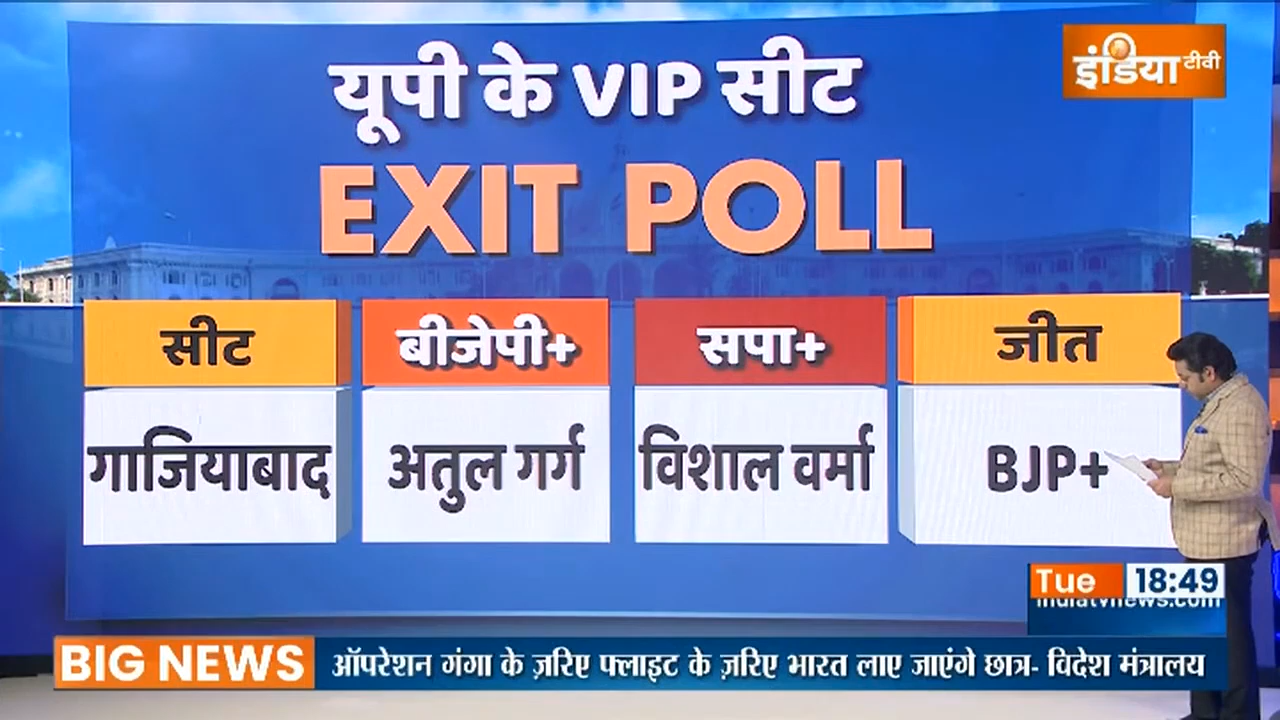 यूपी के VIP सीट
इंडिया टीवी
EXIT POLL
सीट बीजेपी+ सपा+ जीत
गाजियाबाद अतुल गर्ग विशाल वर्मा BJP+
Tue 18:49
indiatvnews.com
BIG NEWS ऑपरेशन गंगा के ज़रिए फ्लाइट के ज़रिए भारत लाए जाएंगे छात्र- विदेश मंत्रालय